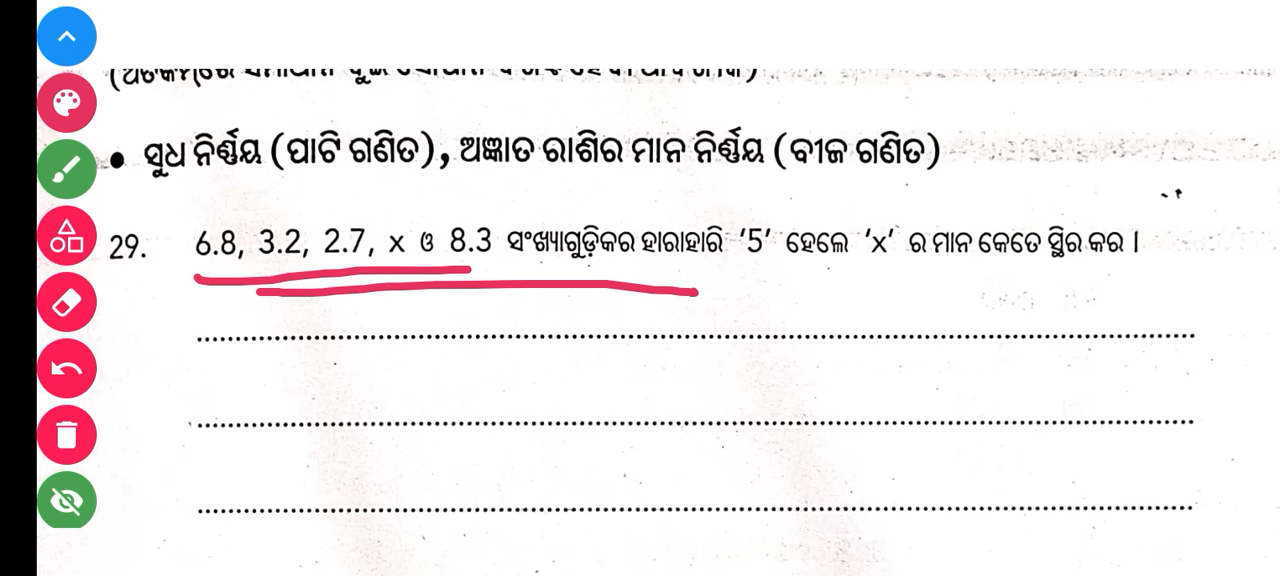 • ସୁଧ ନିର୍ଣ୍ଣୟ (ପାଟି ଗଣିତ), ଅଜ୍ଞାତ ରାଶିର ମାନ ନିର୍ଣ୍ଣୟ (ବୀଜ ଗଣିତ)
29. 6.8, 3.2, 2.7, x ଓ 8.3 ସଂଖ୍ୟାଗୁଡ଼ିକର ହାରାହାରି '5' ହେଲେ 'x' ର ମାନ କେତେ ସ୍ଥିର କର ।